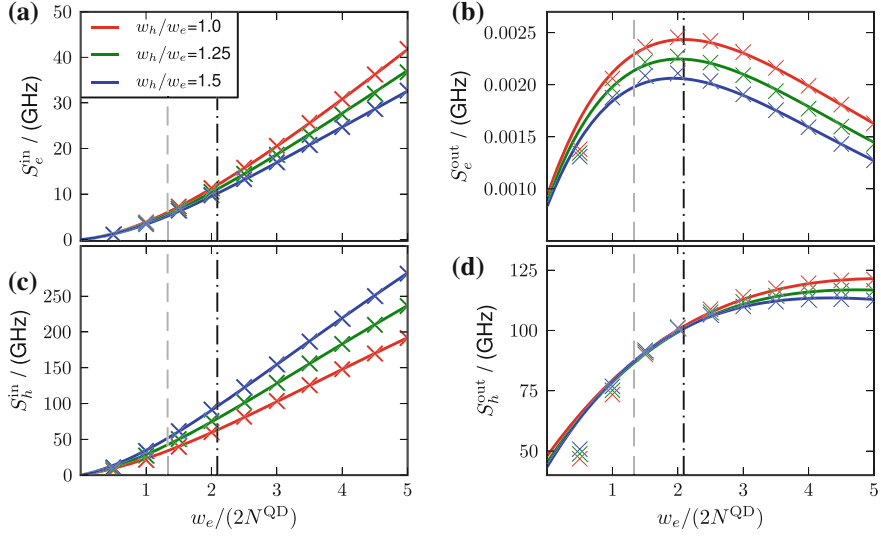 (a)
50
40
30
20
10
0
S_e^in / (GHz)
w_h/w_e=1.0
w_h/w_e=1.25
w_h/w_e=1.5
(b)
0.0025
0.0020
0.0015
0.0010
S_e^out / (GHz)
(c)
250
200
150
100
50
0
S_h^in / (GHz)
1 2 3 4 5
w_e/(2N^QD)
(d)
125
100
75
50
S_h^out / (GHz)
1 2 3 4 5
w_e/(2N^QD)